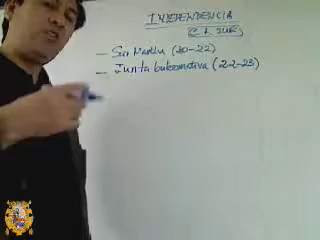 INDEPENDENCIA
- San Martín (20-22)
- Junta Gubernativa (22-23)